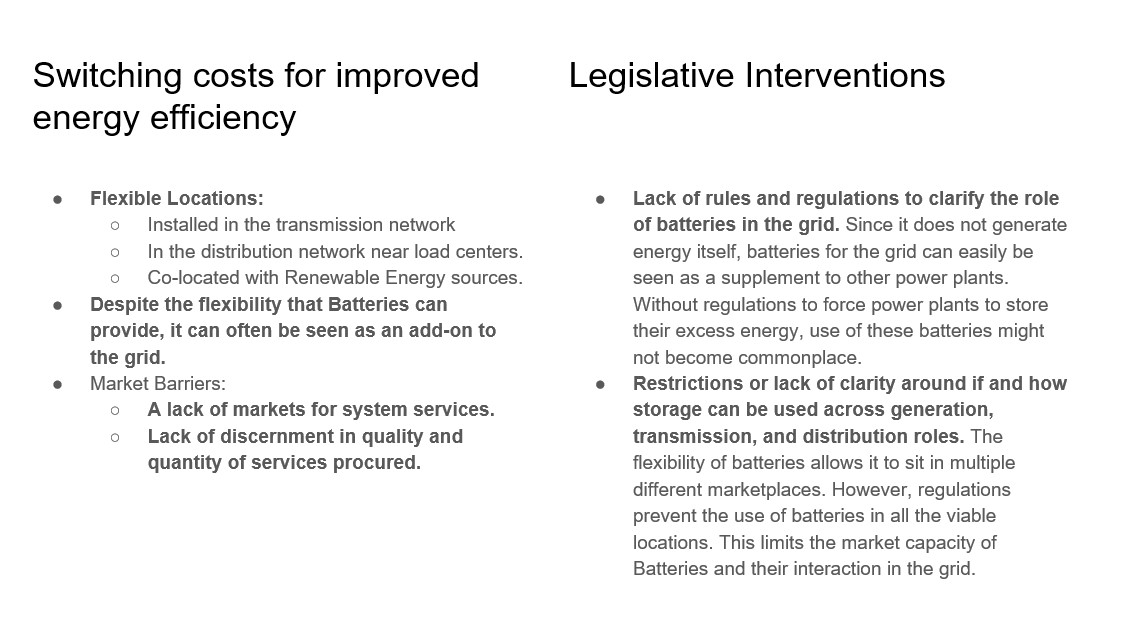 Switching costs for improved
energy efficiency
● Flexible Locations:
○ Installed in the transmission network
○ In the distribution network near load centers.
○ Co-located with Renewable Energy sources.
● Despite the flexibility that Batteries can
provide, it can often be seen as an add-on to
the grid.
● Market Barriers:
○ A lack of markets for system services.
○ Lack of discernment in quality and
quantity of services procured.
Legislative Interventions
● Lack of rules and regulations to clarify the role
of batteries in the grid. Since it does not generate
energy itself, batteries for the grid can easily be
seen as a supplement to other power plants.
Without regulations to force power plants to store
their excess energy, use of these batteries might
not become commonplace.
● Restrictions or lack of clarity around if and how
storage can be used across generation,
transmission, and distribution roles. The
flexibility of batteries allows it to sit in multiple
different marketplaces. However, regulations
prevent the use of batteries in all the viable
locations. This limits the market capacity of
Batteries and their interaction in the grid.